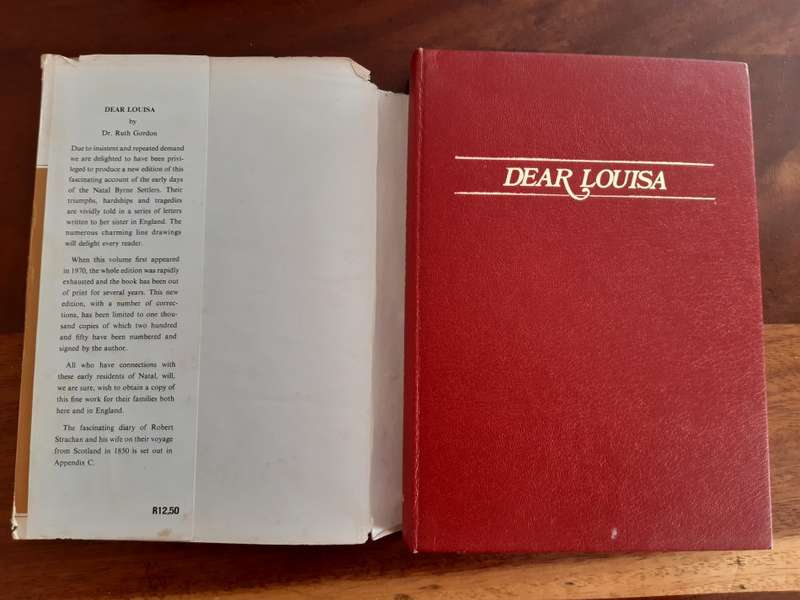 DEAR LOUISA
by
Dr. Ruth Gordon
Due to insistent and repeated demand
we are delighted to have been privi-
leged to produce a new edition of this
fascinating account of the early days
of the Natal Byrne Settlers. Their
triumphs, hardships and tragedies
are vividly told in a series of letters
written to her sister in England. The
numerous charming line drawings
will delight every reader.
When this volume first appeared
in 1970, the whole edition was rapidly
exhausted and the book has been out
of print for several years. This new
edition, with a number of correc-
tions, has been limited to one thou-
sand copies of which two hundred
and fifty have been numbered and
signed by the author.
All who have connections with
these early residents of Natal, will,
we are sure, wish to obtain a copy of
this fine work for their families both
here and in England.
The fascinating diary of Robert
Strachan and his wife on their voyage
from Scotland in 1850 is set out in
Appendix C.
R12,50
DEAR LOUISA